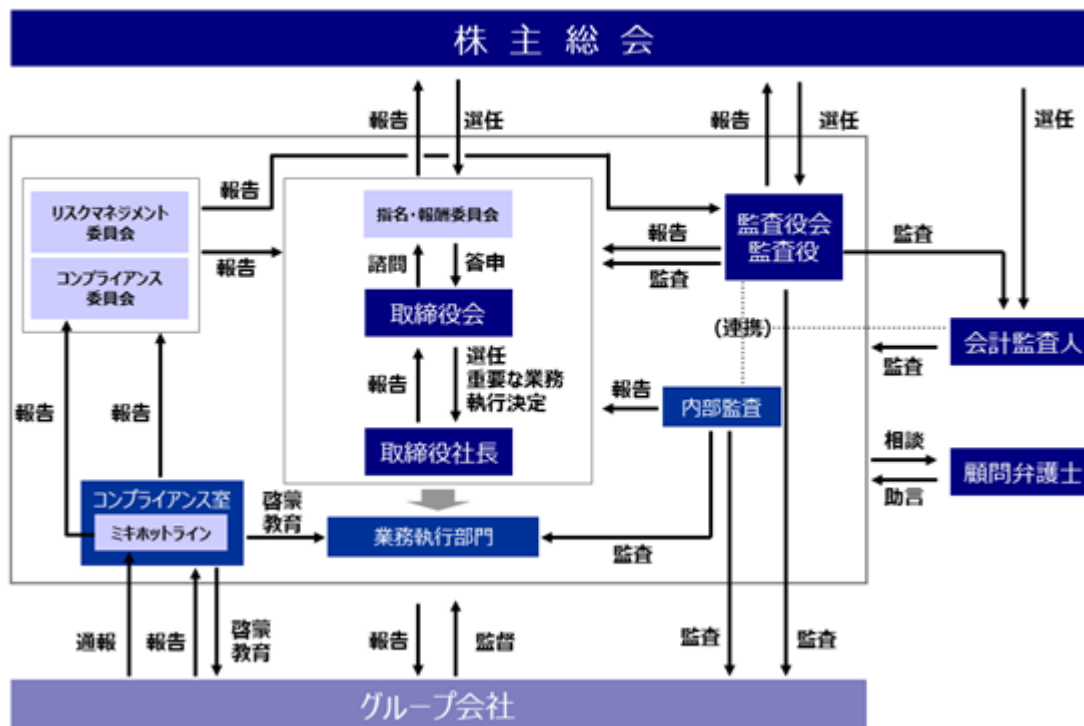 株主総会
報告
選任
報告
選任
選任
リスクマネジメント
委員会
コンプライアンス
委員会
報告
報告
指名・報酬委員会
諮問
答申
取締役会
報告
選任
重要な業務
執行決定
取締役社長
報告
監査
監査役会
監査役
監査
(連携)
会計監査人
監査
報告
内部監査
相談
助言
顧問弁護士
報告
報告
コンプライアンス室
ミキホットライン
啓蒙
教育
業務執行部門
監査
通報
報告
啓蒙
教育
報告
監督
監査
監査
グループ会社